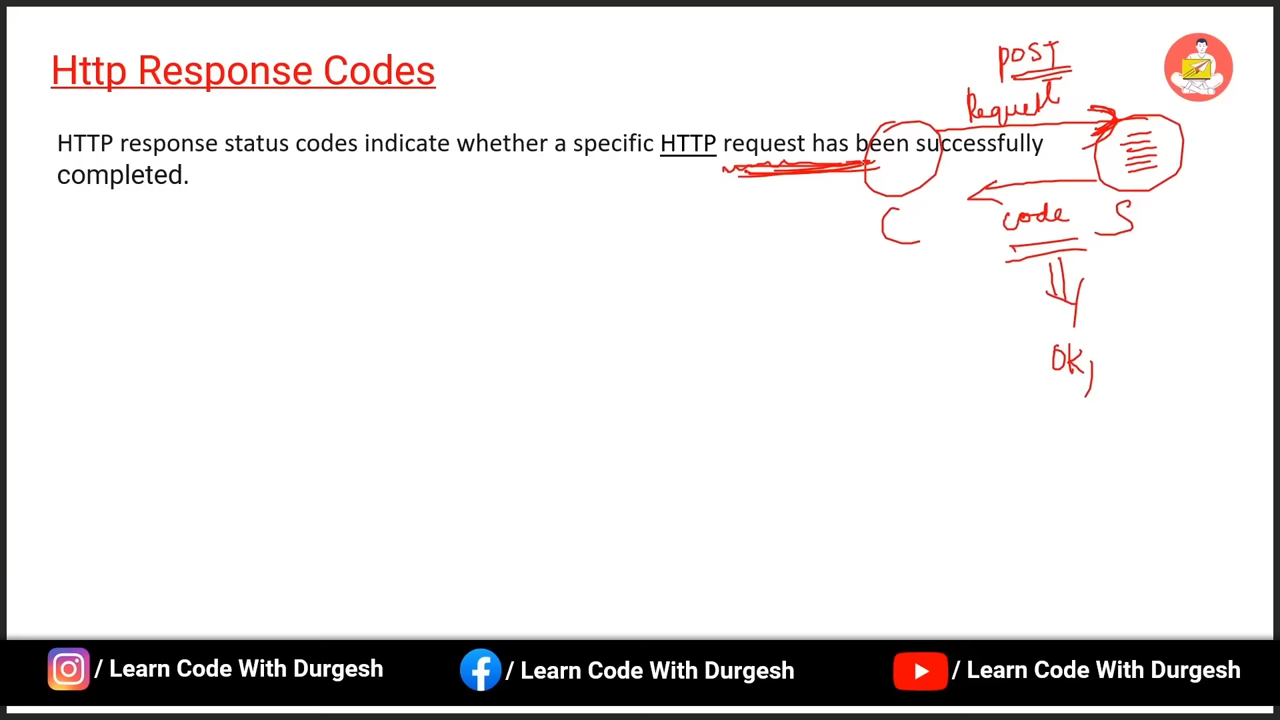 Http Response Codes
POST
Request
HTTP response status codes indicate whether a specific HTTP request has been successfully
completed.
C
code
S
OK,
/ Learn Code With Durgesh
/ Learn Code With Durgesh
/ Learn Code With Durgesh